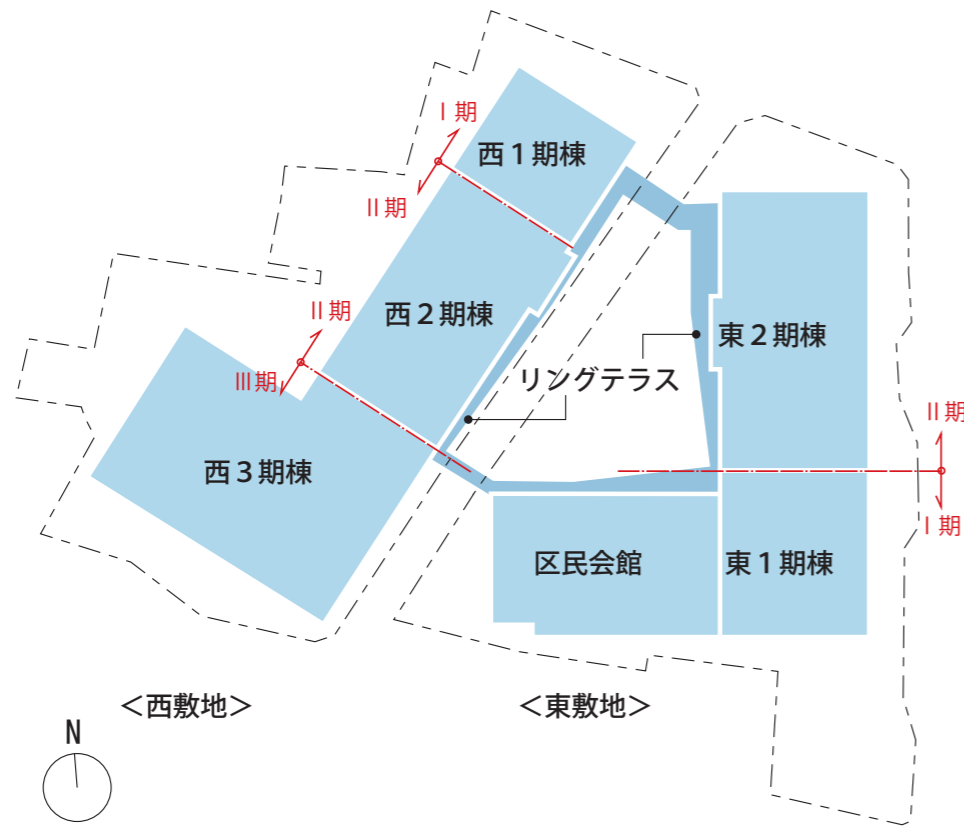 Ⅰ期
西１期棟
Ⅱ期
西２期棟
Ⅱ期
東２期棟
Ⅲ期
リングテラス
Ⅱ期
西３期棟
Ⅰ期
区民会館
東１期棟
＜西敷地＞
＜東敷地＞
N